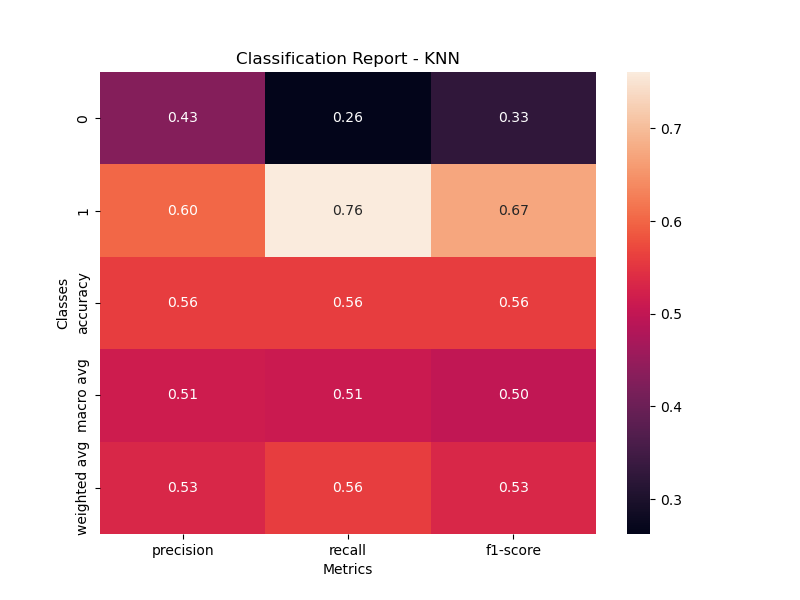 Classification Report - KNN
0 0.43 0.26 0.33
1 0.60 0.76 0.67
accuracy 0.56 0.56 0.56
macro avg 0.51 0.51 0.50
weighted avg 0.53 0.56 0.53
Classes
precision recall f1-score
Metrics
0.7
0.6
0.5
0.4
0.3